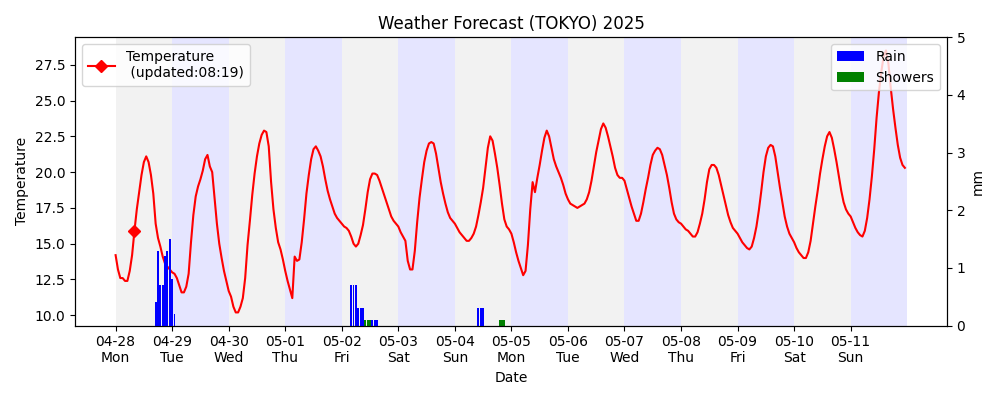 Weather Forecast (TOKYO) 2025
Temperature
(updated:08:19)
Rain
Showers
27.5
25.0
22.5
20.0
17.5
15.0
12.5
10.0
Temperature
5
4
3
2
1
0
mm
04-28 04-29 04-30 05-01 05-02 05-03 05-04 05-05 05-06 05-07 05-08 05-09 05-10 05-11
Mon Tue Wed Thu Fri Sat Sun Mon Tue Wed Thu Fri Sat Sun
Date